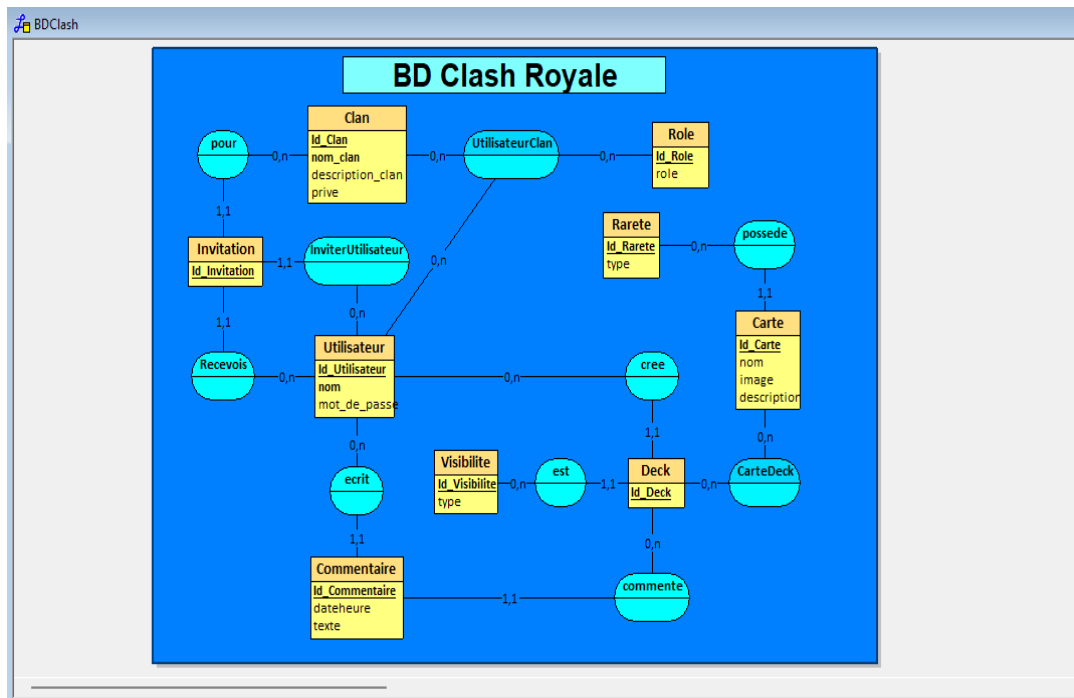 BDClash
BD Clash Royale
Clan
Id_Clan
nom_clan
description_clan
prive
pour
0,n
0,n
UtilisateurClan
0,n
Role
Id_Role
role
1,1
Rarete
Id_Rarete
type
0,n
possede
Invitation
Id_Invitation
1,1
InviterUtilisateur
0,n
1,1
0,n
1,1
Carte
Id_Carte
nom
image
description
Utilisateur
Id_Utilisateur
nom
mot_de_passe
Recevois
0,n
0,n
cree
1,1
0,n
0,n
Visibilite
Id_Visibilite
type
0,n
est
1,1
Deck
Id_Deck
0,n
CarteDeck
ecrit
1,1
0,n
Commentaire
Id_Commentaire
dateheure
texte
1,1
commente